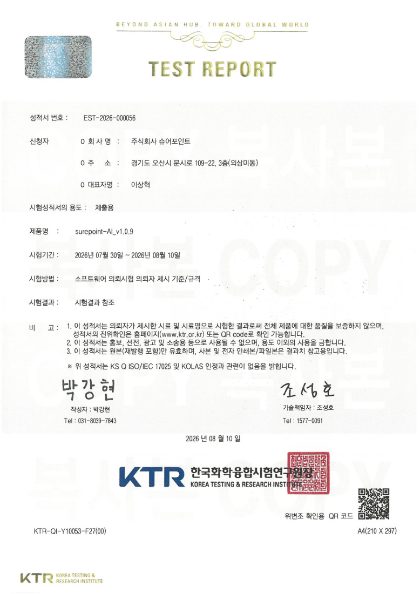 BEYOND ASIAN HUB, TOWARD GLOBAL WORLD
TEST REPORT
성적서 번호 : EST-2026-000056
신청자 ○ 회 사 명 : 주식회사 슈어포인트
○ 주 소 : 경기도 오산시 문시로 109-22, 3층(외삼미동)
○ 대표자명 : 이상혁
시험성적서의 용도 : 제출용
제품명 : surepoint-AI_v1.0.9
시험기간 : 2026년 07월 30일 ~ 2026년 08월 10일
시험방법 : 소프트웨어 의뢰시험 의뢰자 제시 기준/규격
시험결과 : 시험결과 참조
비 고 : 1. 이 성적서는 의뢰자가 제시한 시료 및 시료명으로 시험한 결과로써 전체 제품에 대한 품질을 보증하지 않으며,
성적서의 진위확인은 홈페이지(www.ktr.or.kr) 또는 QR code로 확인 가능합니다.
2. 이 성적서는 홍보, 선전, 광고 및 소송용 등으로 사용될 수 없으며, 용도 이외의 사용을 금합니다.
3. 이 성적서는 원본(재발행 포함)만 유효하며, 사본 및 전자 인쇄본/파일본은 결과치 참고용입니다.
※ 위 성적서는 KS Q ISO/IEC 17025 및 KOLAS 인정과 관련이 없음을 밝힙니다.
박강현 조성호
작성자 : 박강현 기술책임자 : 조성호
Tel : 031-8039-7843 Tel : 1577-0091
2026 년 08 월 10 일
KTR 한국화학융합시험연구원장
KOREA TESTING & RESEARCH INSTITUTE
위변조 확인용 QR 코드
KTR-QI-Y10053-F27(00) A4(210 X 297)
KTR KOREA TESTING &
RESEARCH INSTITUTE